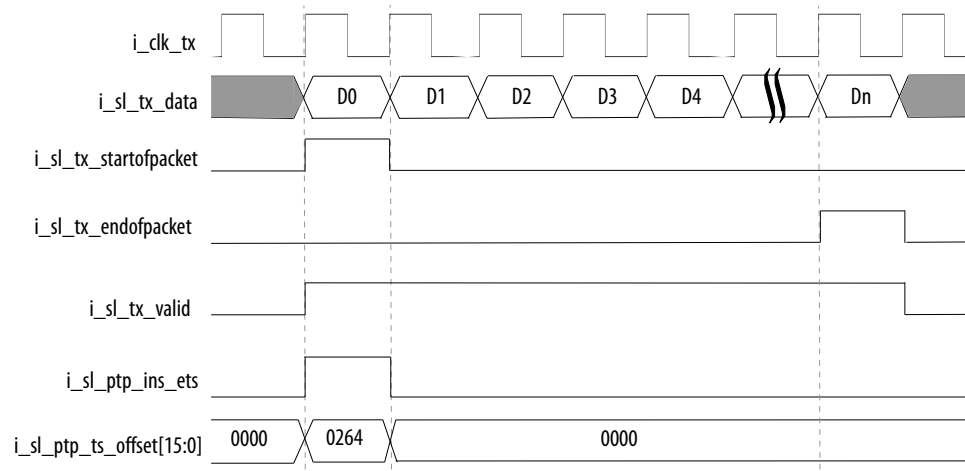 i_clk_tx
i_sl_tx_data D0 D1 D2 D3 D4 Dn
i_sl_tx_startofpacket
i_sl_tx_endofpacket
i_sl_tx_valid
i_sl_ptp_ins_ets
i_sl_ptp_ts_offset[15:0] 0000 0264 0000